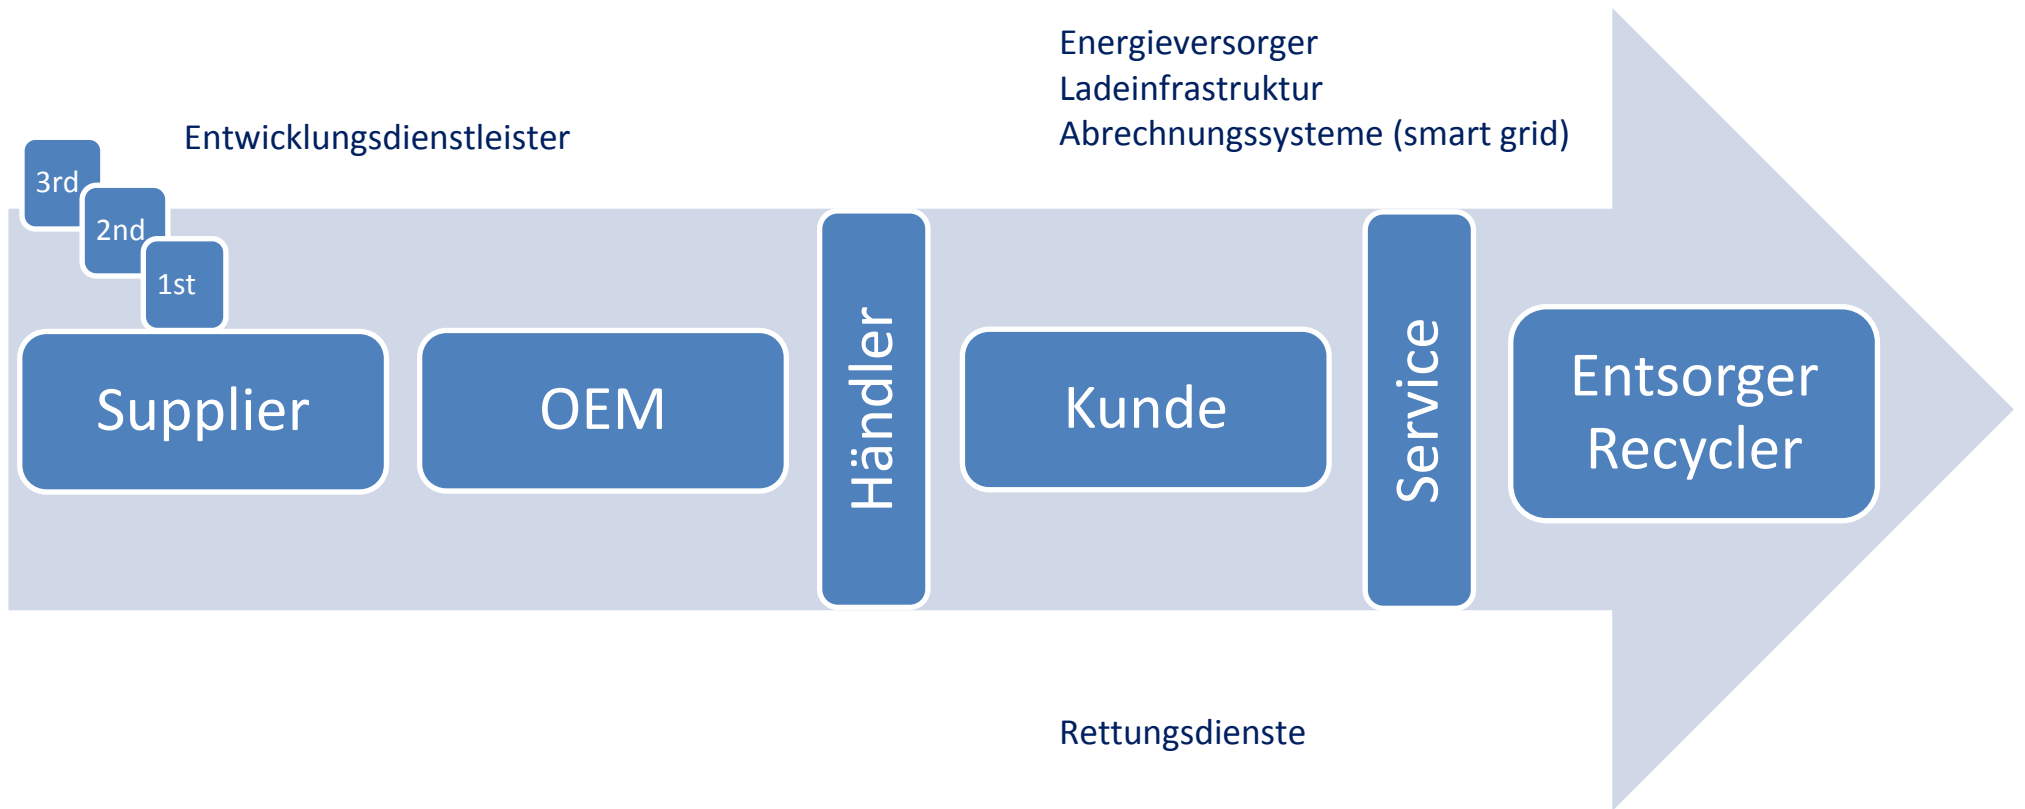 Energieversorger
Ladeinfrastruktur
Abrechnungssysteme (smart grid)
Entwicklungsdienstleister
3rd
2nd
1st
Supplier
OEM
Händler
Kunde
Service
Entsorger
Recycler
Rettungsdienste